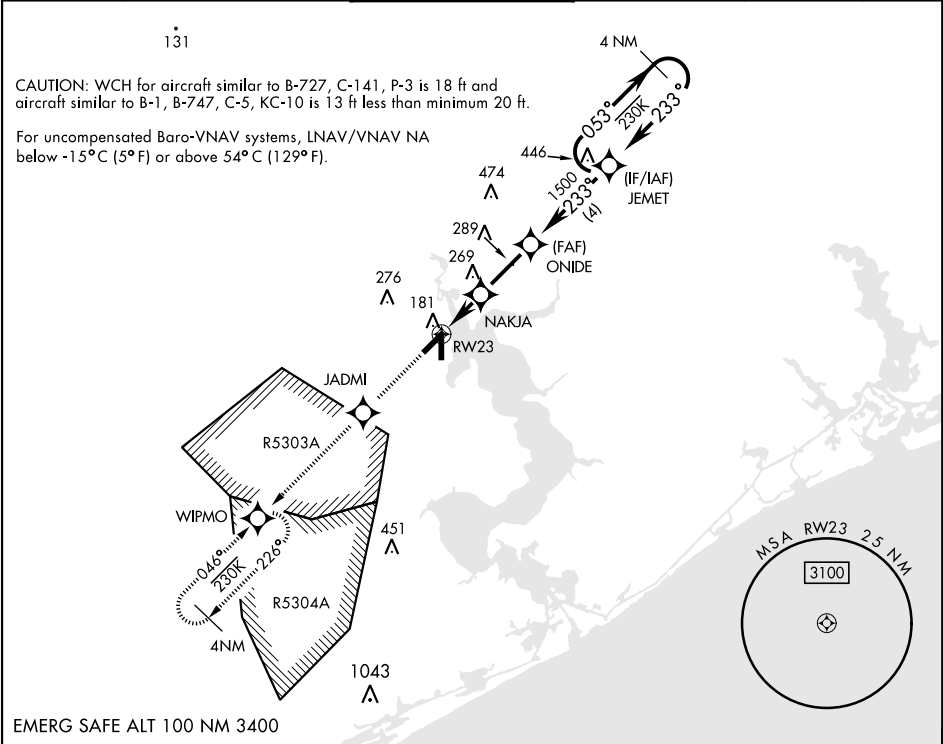 131
CAUTION: WCH for aircraft similar to B-727, C-141, P-3 is 18 ft and
aircraft similar to B-1, B-747, C-5, KC-10 is 13 ft less than minimum 20 ft.
For uncompensated Baro-VNAV systems, LNAV/VNAV NA
below -15°C (5°F) or above 54°C (129°F).
4 NM
053°
230K
233°
446
(IF/IAF)
JEMET
1500
233°
(4)
474
289
(FAF)
ONIDE
269
276
NAKJA
181
RW23
JADMI
R5303A
WIPMO
451
046°
230K
226°
R5304A
4NM
1043
MSA RW23 25 NM
3100
EMERG SAFE ALT 100 NM 3400